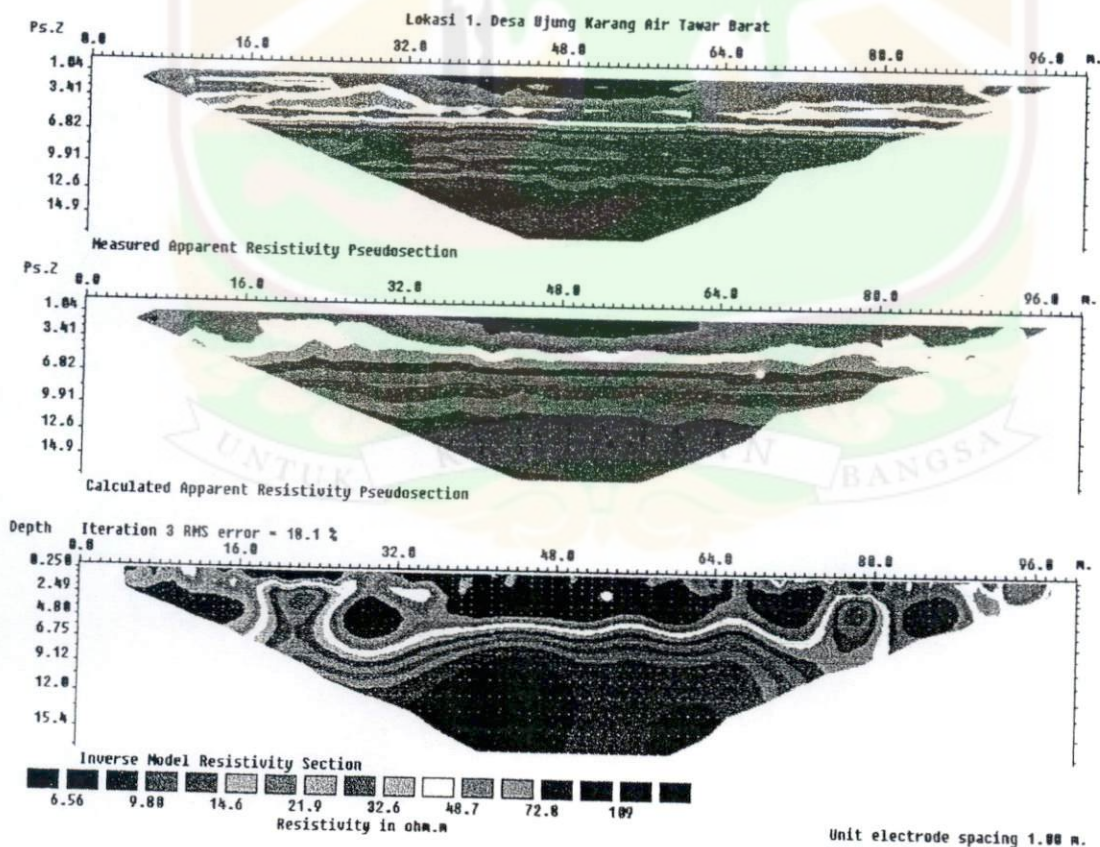 Lokasi 1. Desa Ujung Karang Air Tawar Barat
Ps.Z
0.0 16.0 32.0 48.0 64.0 80.0 96.0 m.
1.04
3.41
6.82
9.91
12.6
14.9
Measured Apparent Resistivity Pseudosection
Ps.Z
0.0 16.0 32.0 48.0 64.0 80.0 96.0 m.
1.04
3.41
6.82
9.91
12.6
14.9
UNTUK BANGSA
Calculated Apparent Resistivity Pseudosection
Depth Iteration 3 RMS error = 18.1 %
0.0 16.0 32.0 48.0 64.0 80.0 96.0 m.
0.250
2.49
4.80
6.75
9.12
12.0
15.4
Inverse Model Resistivity Section
6.56 9.80 14.6 21.9 32.6 48.7 72.8 109
Resistivity in ohm.m
Unit electrode spacing 1.00 m.